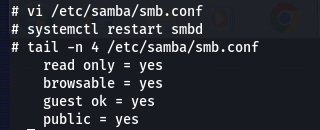 # vi /etc/samba/smb.conf
# systemctl restart smbd
# tail -n 4 /etc/samba/smb.conf
read only = yes
browsable = yes
guest ok = yes
public = yes